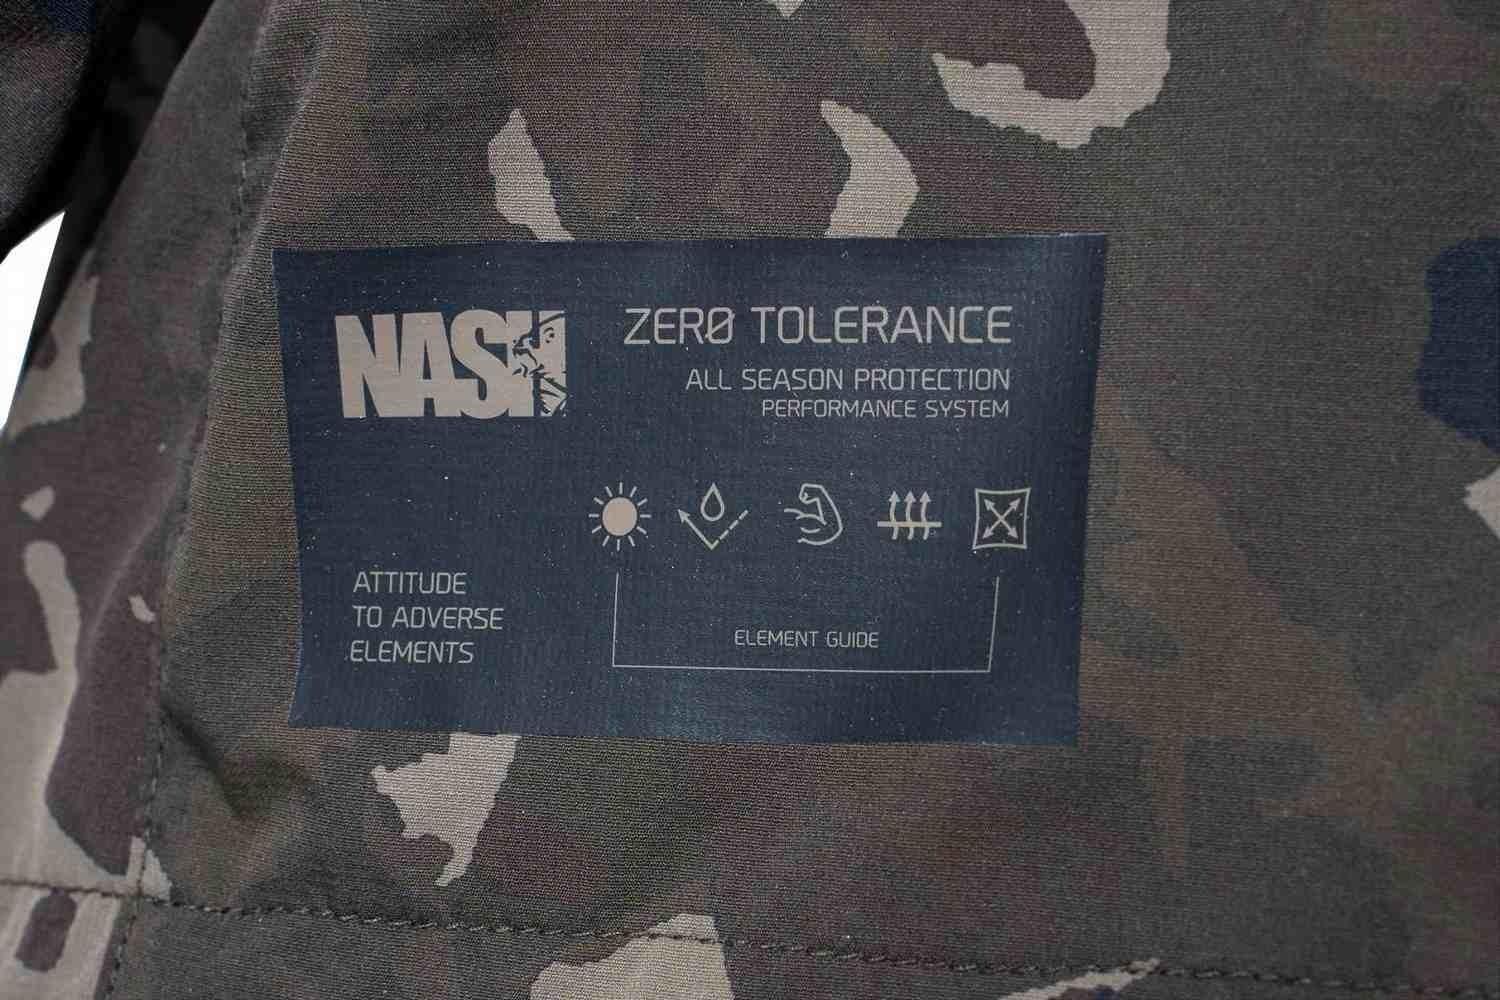 NASH
ZERØ TOLERANCE
ALL SEASON PROTECTION
PERFORMANCE SYSTEM
ATTITUDE
TO ADVERSE
ELEMENTS
ELEMENT GUIDE